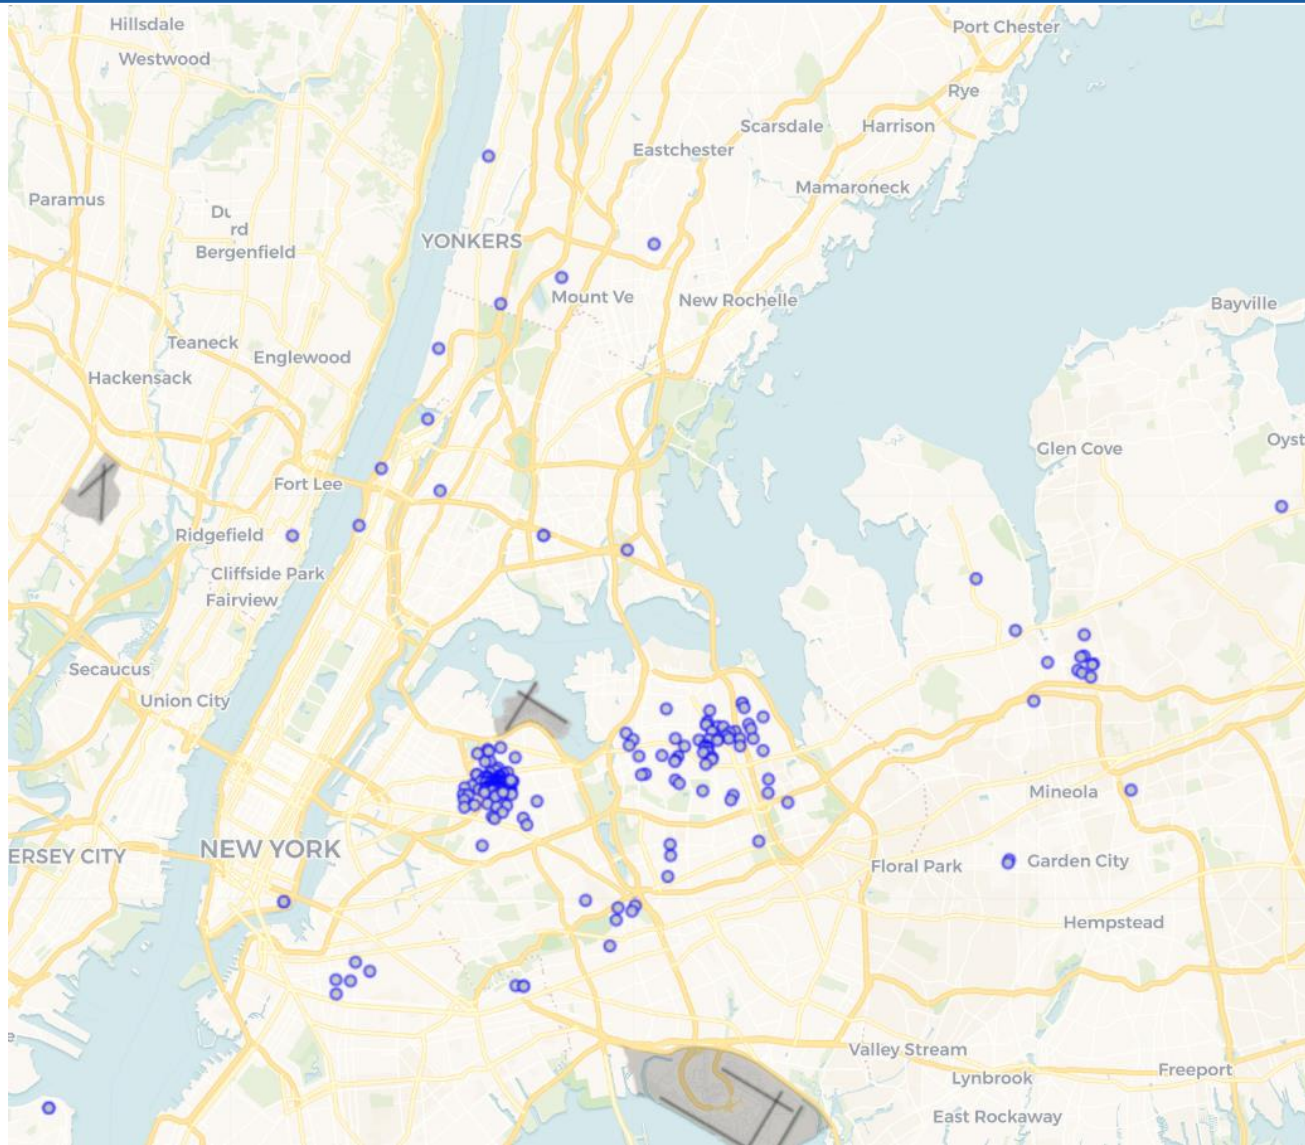 Hillsdale
Port Chester
Westwood
Rye
Scarsdale
Harrison
Eastchester
Mamaroneck
Paramus
rd
YONKERS
Bergenfield
Mount Ve
New Rochelle
Bayville
Teaneck
Englewood
Hackensack
Glen Cove
Oyst
Fort Lee
Ridgefield
Cliffside Park
Fairview
Secaucus
Union City
Mineola
NEW YORK
ERSEY CITY
Floral Park
Garden City
Hempstead
e
Valley Stream
Freeport
Lynbrook
East Rockaway